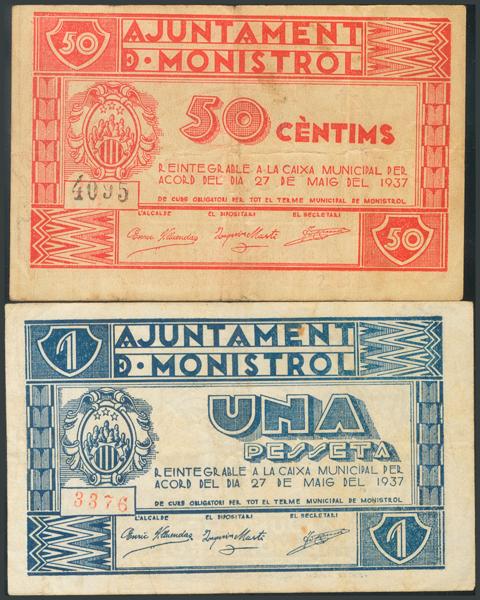 50 AJUNTAMENT
D· MONISTROL
50 CÈNTIMS
REINTEGRABLE A LA CAIXA MUNICIPAL PER
ACORD DEL DIA 27 DE MAIG DEL 1937
4095
DE CURS OBLIGATORI PER TOT EL TERME MUNICIPAL DE MONISTROL
L'ALCALDE EL DIPOSITARI EL SECRETARI
50
1 AJUNTAMENT
D· MONISTROL
UNA
PESSETA
REINTEGRABLE A LA CAIXA MUNICIPAL PER
ACORD DEL DIA 27 DE MAIG DEL 1937
3376
DE CURS OBLIGATORI PER TOT EL TERME MUNICIPAL DE MONISTROL
L'ALCALDE EL DIPOSITARI EL SECRETARI
1